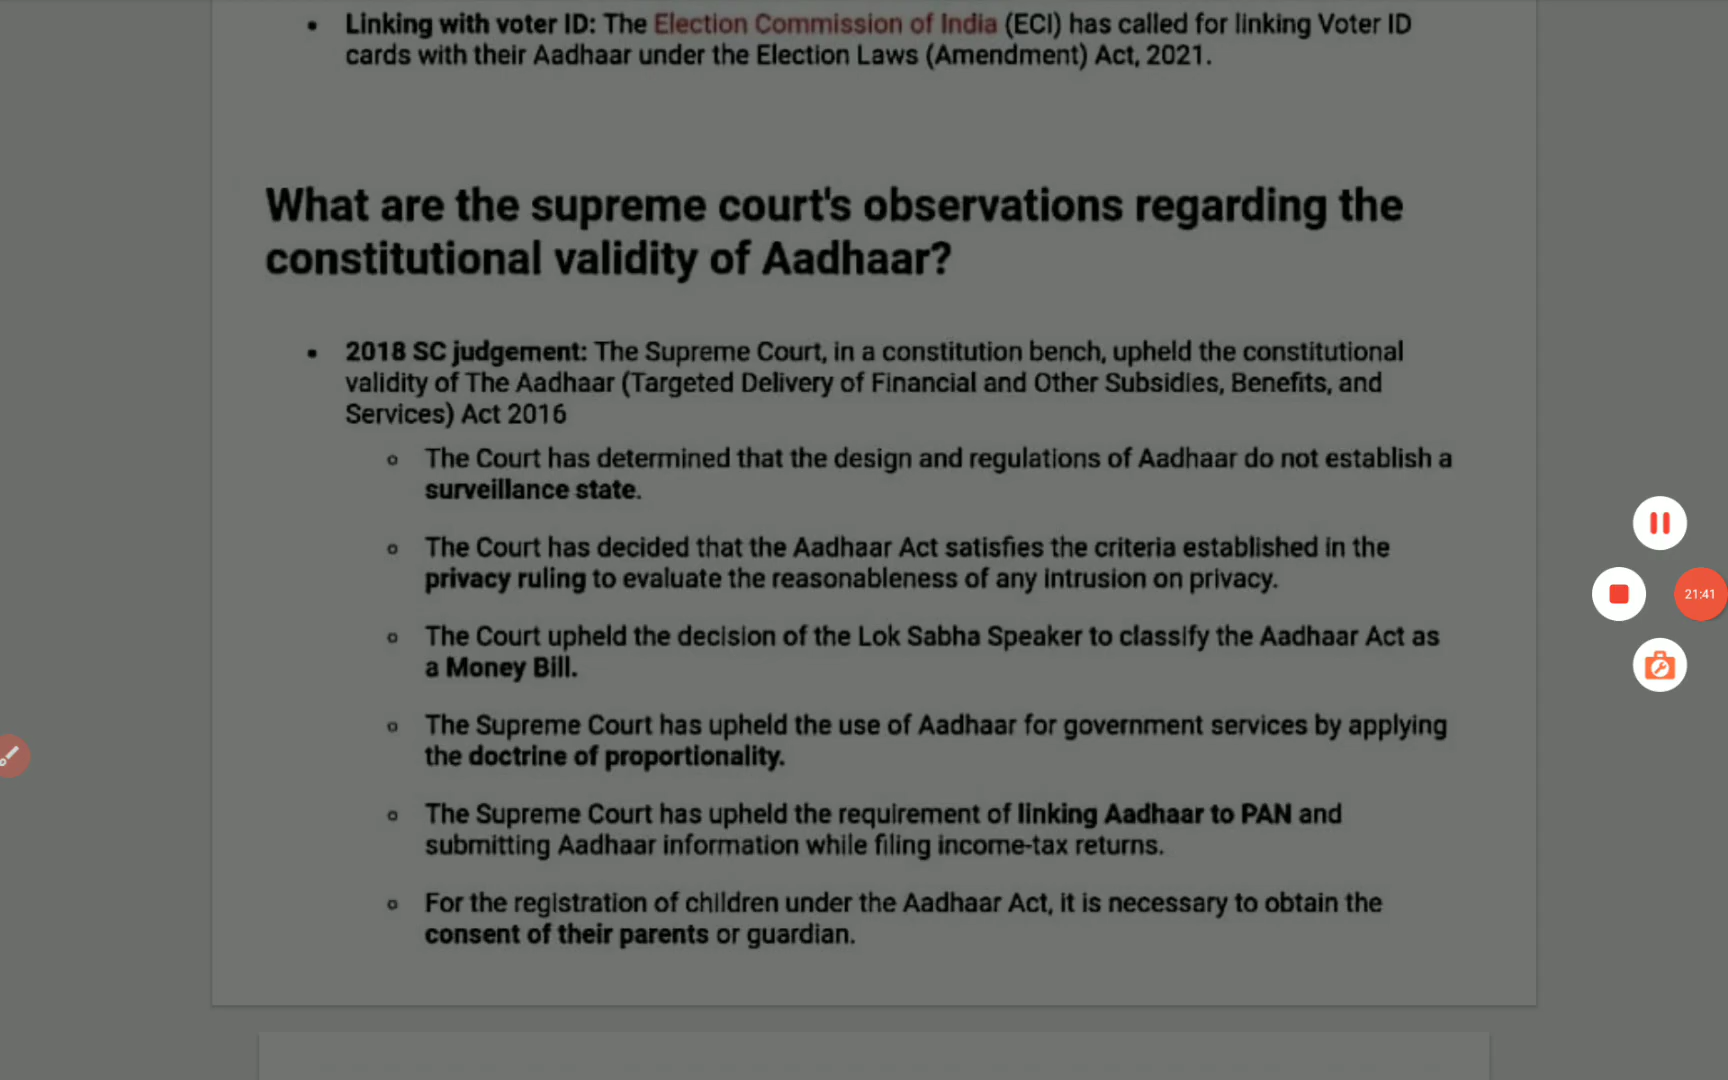 Linking with voter ID: The Election Commission of India (ECI) has called for linking Voter ID
cards with their Aadhaar under the Election Laws (Amendment) Act, 2021.
What are the supreme court's observations regarding the
constitutional validity of Aadhaar?
2018 SC judgement: The Supreme Court, in a constitution bench, upheld the constitutional
validity of The Aadhaar (Targeted Delivery of Financial and Other Subsidies, Benefits, and
Services) Act 2016
The Court has determined that the design and regulations of Aadhaar do not establish a
surveillance state.
The Court has decided that the Aadhaar Act satisfies the criteria established in the
privacy ruling to evaluate the reasonableness of any intrusion on privacy.
The Court upheld the decision of the Lok Sabha Speaker to classify the Aadhaar Act as
a Money Bill.
The Supreme Court has upheld the use of Aadhaar for government services by applying
the doctrine of proportionality.
The Supreme Court has upheld the requirement of linking Aadhaar to PAN and
submitting Aadhaar information while filing income-tax returns.
For the registration of children under the Aadhaar Act, it is necessary to obtain the
consent of their parents or guardian.
21:41